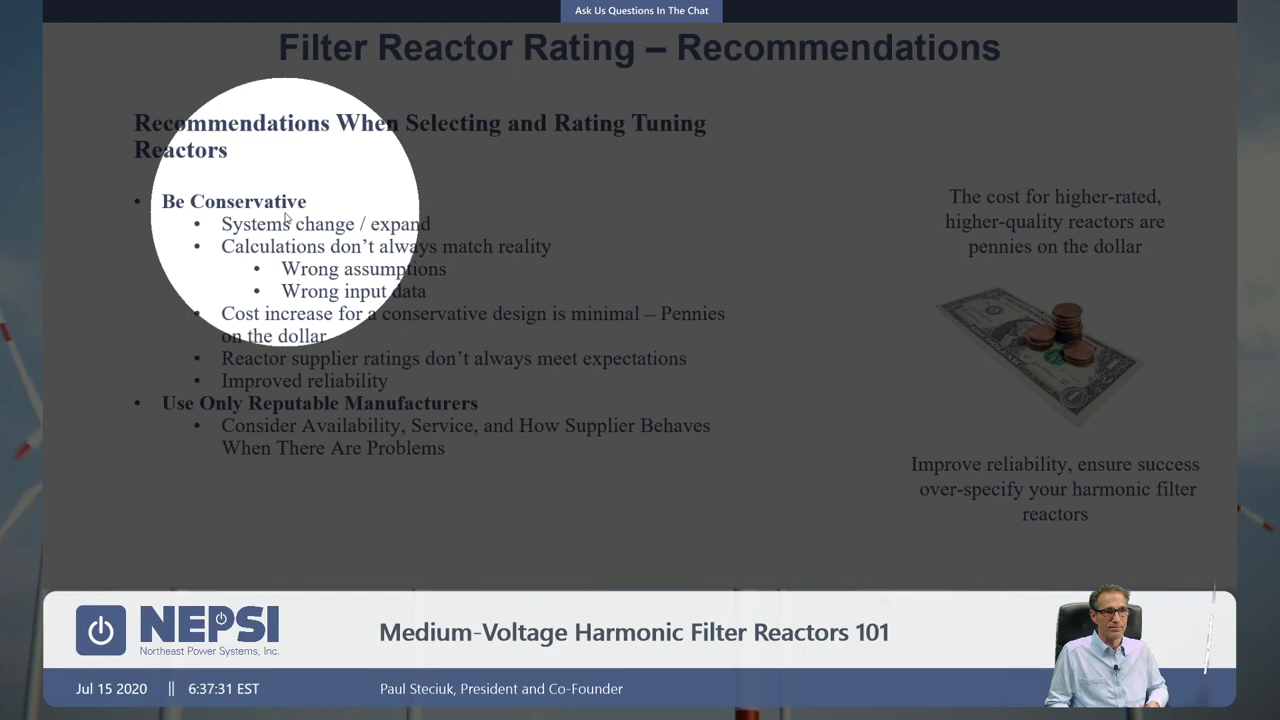 Ask Us Questions In The Chat
Filter Reactor Rating – Recommendations
Recommendations When Selecting and Rating Tuning
Reactors
• Be Conservative
• Systems change / expand
• Calculations don’t always match reality
• Wrong assumptions
• Wrong input data
• Cost increase for a conservative design is minimal – Pennies
on the dollar
• Reactor supplier ratings don’t always meet expectations
• Improved reliability
• Use Only Reputable Manufacturers
• Consider Availability, Service, and How Supplier Behaves
When There Are Problems
The cost for higher-rated,
higher-quality reactors are
pennies on the dollar
Improve reliability, ensure success
over-specify your harmonic filter
reactors
NEPSI
Northeast Power Systems, Inc.
Medium-Voltage Harmonic Filter Reactors 101
Jul 15 2020 || 6:37:31 EST
Paul Steciuk, President and Co-Founder